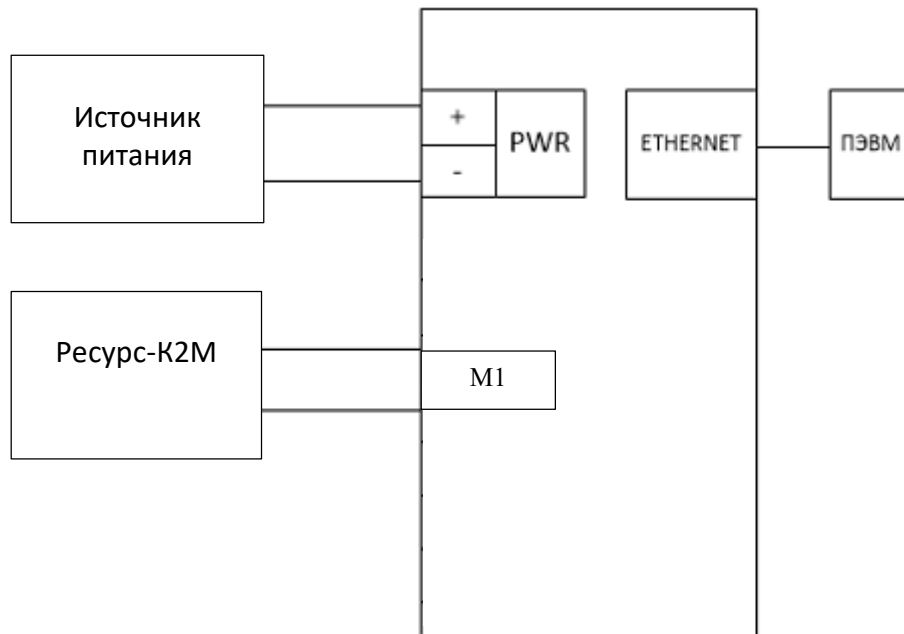 Источник
питания
+
-
PWR
ETHERNET
ПЭВМ
Ресурс-К2М
М1